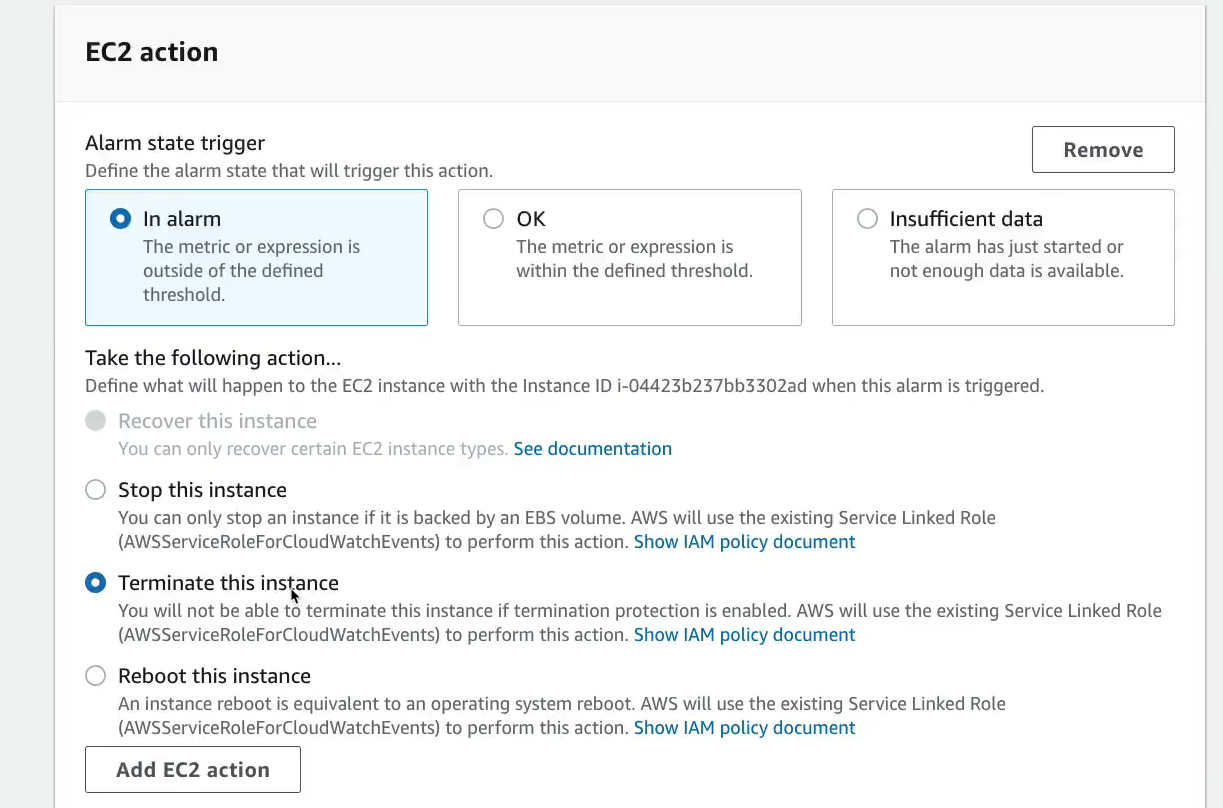 EC2 action
Alarm state trigger
Define the alarm state that will trigger this action.
Remove
In alarm
The metric or expression is
outside of the defined
threshold.
OK
The metric or expression is
within the defined threshold.
Insufficient data
The alarm has just started or
not enough data is available.
Take the following action...
Define what will happen to the EC2 instance with the Instance ID i-04423b237bb3302ad when this alarm is triggered.
Recover this instance
You can only recover certain EC2 instance types. See documentation
Stop this instance
You can only stop an instance if it is backed by an EBS volume. AWS will use the existing Service Linked Role
(AWSServiceRoleForCloudWatchEvents) to perform this action. Show IAM policy document
Terminate this instance
You will not be able to terminate this instance if termination protection is enabled. AWS will use the existing Service Linked Role
(AWSServiceRoleForCloudWatchEvents) to perform this action. Show IAM policy document
Reboot this instance
An instance reboot is equivalent to an operating system reboot. AWS will use the existing Service Linked Role
(AWSServiceRoleForCloudWatchEvents) to perform this action. Show IAM policy document
Add EC2 action